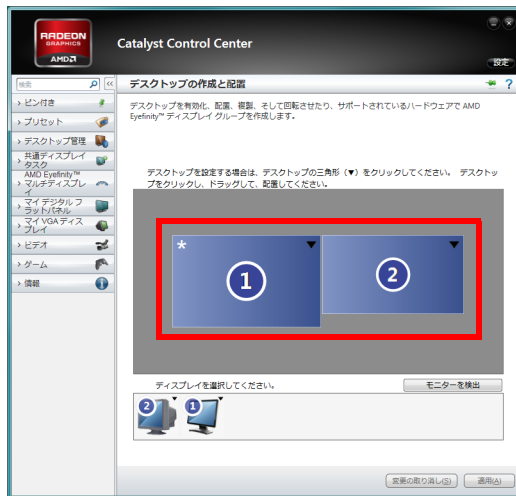 RADEON
GRAPHICS
AMD
Catalyst Control Center
設定
検索
デスクトップの作成と配置
?
ピン付き
プリセット
デスクトップ管理
共通ディスプレイ
タスク
AMD Eyefinity™
マルチディスプレ
イ
マイ デジタル フ
ラットパネル
マイ VGA ディス
プレイ
ビデオ
ゲーム
情報
デスクトップを有効化、配置、複製、そして回転させたり、サポートされているハードウェアで AMD
Eyefinity™ ディスプレイ グループを作成します。
デスクトップを設定する場合は、デスクトップの三角形（▼）をクリックしてください。 デスクトッ
プをクリックし、ドラッグして、配置してください。
* 1
2
ディスプレイを選択してください。
モニターを検出
2
1
変更の取り消し(S)
適用(A)